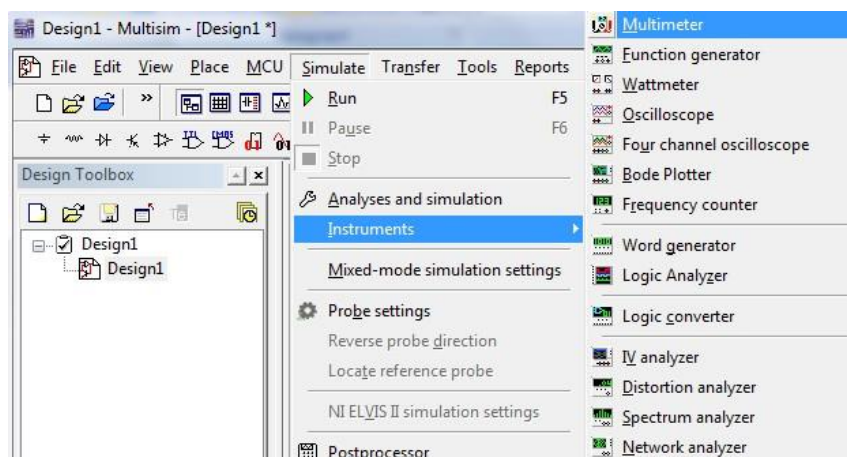 Design1 - Multisim - [Design1 *]
File Edit View Place MCU Simulate Transfer Tools Reports
Design Toolbox
Design1
Design1
Run F5
Pause F6
Stop
Analyses and simulation
Instruments
Mixed-mode simulation settings
Probe settings
Reverse probe direction
Locate reference probe
NI ELVIS II simulation settings
Postprocessor
Multimeter
Function generator
Wattmeter
Oscilloscope
Four channel oscilloscope
Bode Plotter
Frequency counter
Word generator
Logic Analyzer
Logic converter
IV analyzer
Distortion analyzer
Spectrum analyzer
Network analyzer